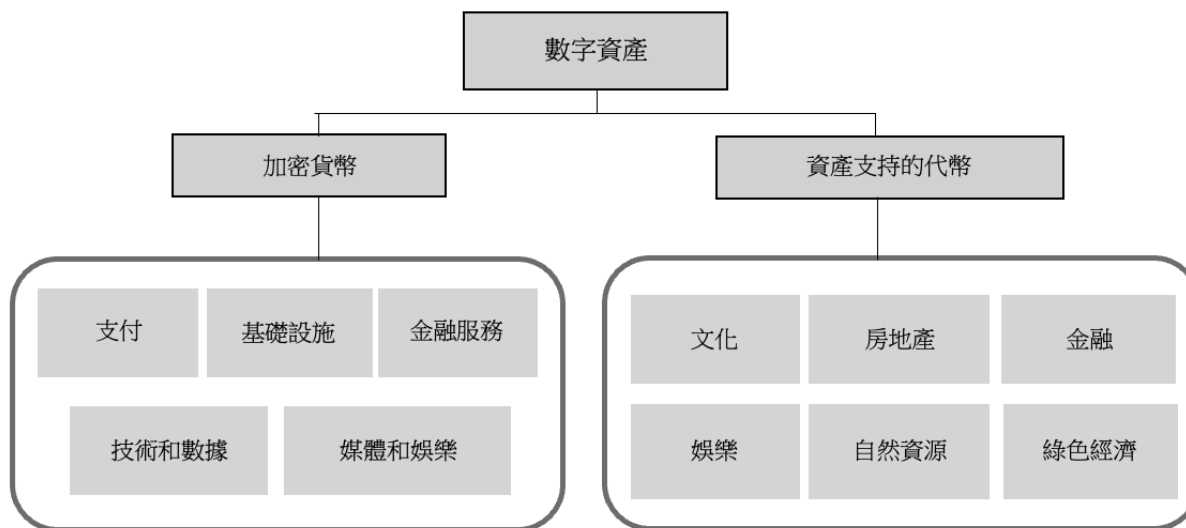 數字資產
加密貨幣
資產支持的代幣
支付
基礎設施
金融服務
技術和數據
媒體和娛樂
文化
房地產
金融
娛樂
自然資源
綠色經濟